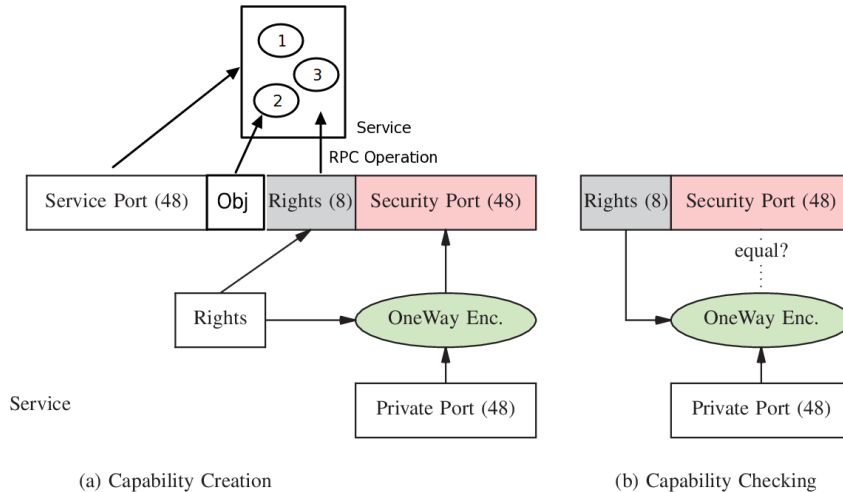 1
3
2
Service
RPC Operation
Service Port (48) Obj Rights (8) Security Port (48)
Rights (8) Security Port (48)
equal?
Rights OneWay Enc.
OneWay Enc.
Private Port (48)
Private Port (48)
Service
(a) Capability Creation
(b) Capability Checking